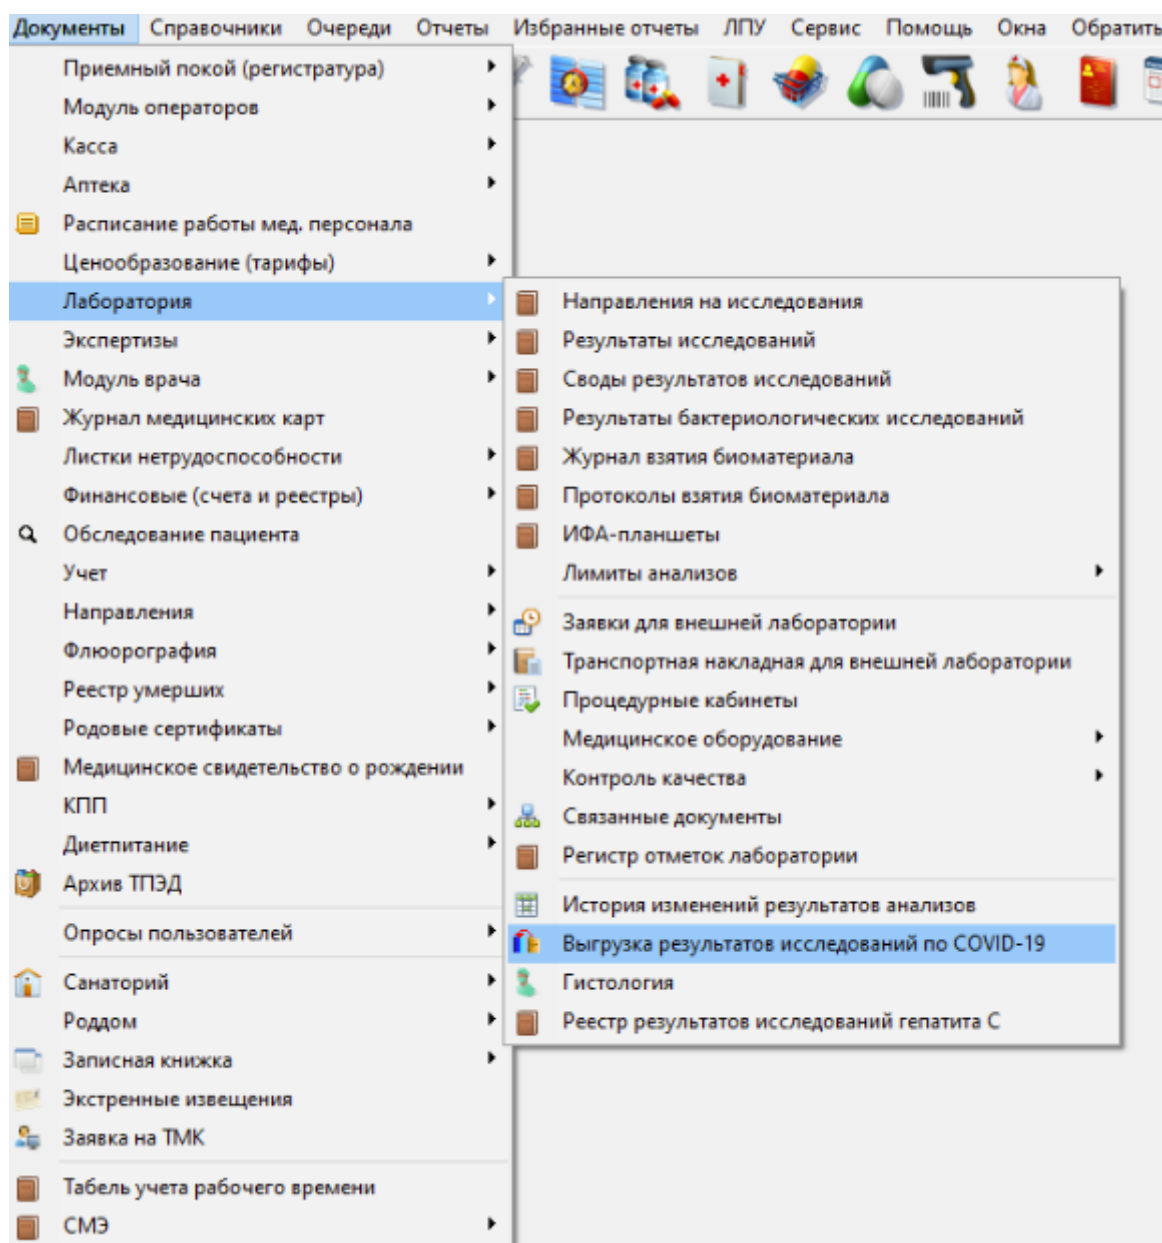 Документы Справочники Очереди Отчеты Избранные отчеты ЛПУ Сервис Помощь Окна Обратить
Приемный покой (регистратура)
Модуль операторов
Касса
Аптека
Расписание работы мед. персонала
Ценообразование (тарифы)
Лаборатория
Экспертизы
Модуль врача
Журнал медицинских карт
Листки нетрудоспособности
Финансовые (счета и реестры)
Обследование пациента
Учет
Направления
Флюорография
Реестр умерших
Родовые сертификаты
Медицинское свидетельство о рождении
КПП
Диетпитание
Архив ТПЭД
Опросы пользователей
Санаторий
Роддом
Записная книжка
Экстренные извещения
Заявка на ТМК
Табель учета рабочего времени
СМЭ
Направления на исследования
Результаты исследований
Своды результатов исследований
Результаты бактериологических исследований
Журнал взятия биоматериала
Протоколы взятия биоматериала
ИФА-планшеты
Лимиты анализов
Заявки для внешней лаборатории
Транспортная накладная для внешней лаборатории
Процедурные кабинеты
Медицинское оборудование
Контроль качества
Связанные документы
Регистр отметок лаборатории
История изменений результатов анализов
Выгрузка результатов исследований по COVID-19
Гистология
Реестр результатов исследований гепатита С